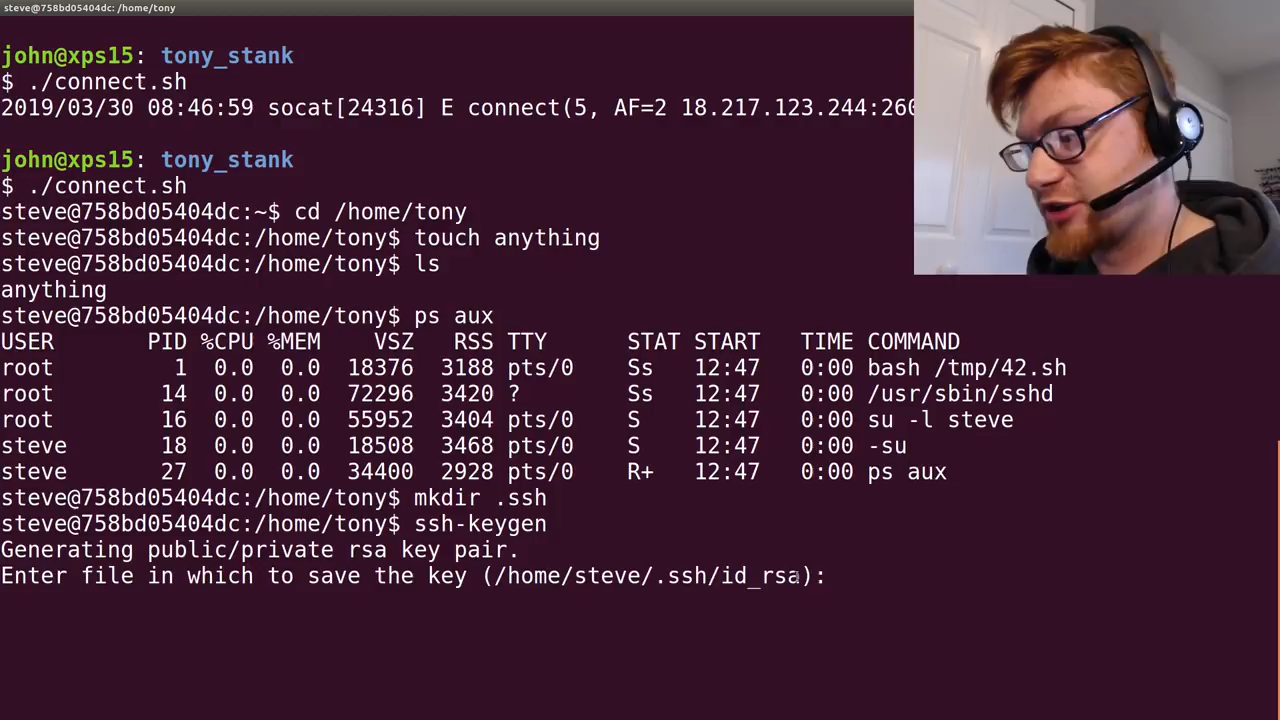 steve@758bd05404dc: /home/tony
john@xps15: tony_stank
$ ./connect.sh
2019/03/30 08:46:59 socat[24316] E connect(5, AF=2 18.217.123.244:260
john@xps15: tony_stank
$ ./connect.sh
steve@758bd05404dc:~$ cd /home/tony
steve@758bd05404dc:/home/tony$ touch anything
steve@758bd05404dc:/home/tony$ ls
anything
steve@758bd05404dc:/home/tony$ ps aux
USER PID %CPU %MEM VSZ RSS TTY STAT START TIME COMMAND
root 1 0.0 0.0 18376 3188 pts/0 Ss 12:47 0:00 bash /tmp/42.sh
root 14 0.0 0.0 72296 3420 ? Ss 12:47 0:00 /usr/sbin/sshd
root 16 0.0 0.0 55952 3404 pts/0 S 12:47 0:00 su -l steve
steve 18 0.0 0.0 18508 3468 pts/0 S 12:47 0:00 -su
steve 27 0.0 0.0 34400 2928 pts/0 R+ 12:47 0:00 ps aux
steve@758bd05404dc:/home/tony$ mkdir .ssh
steve@758bd05404dc:/home/tony$ ssh-keygen
Generating public/private rsa key pair.
Enter file in which to save the key (/home/steve/.ssh/id_rsa):